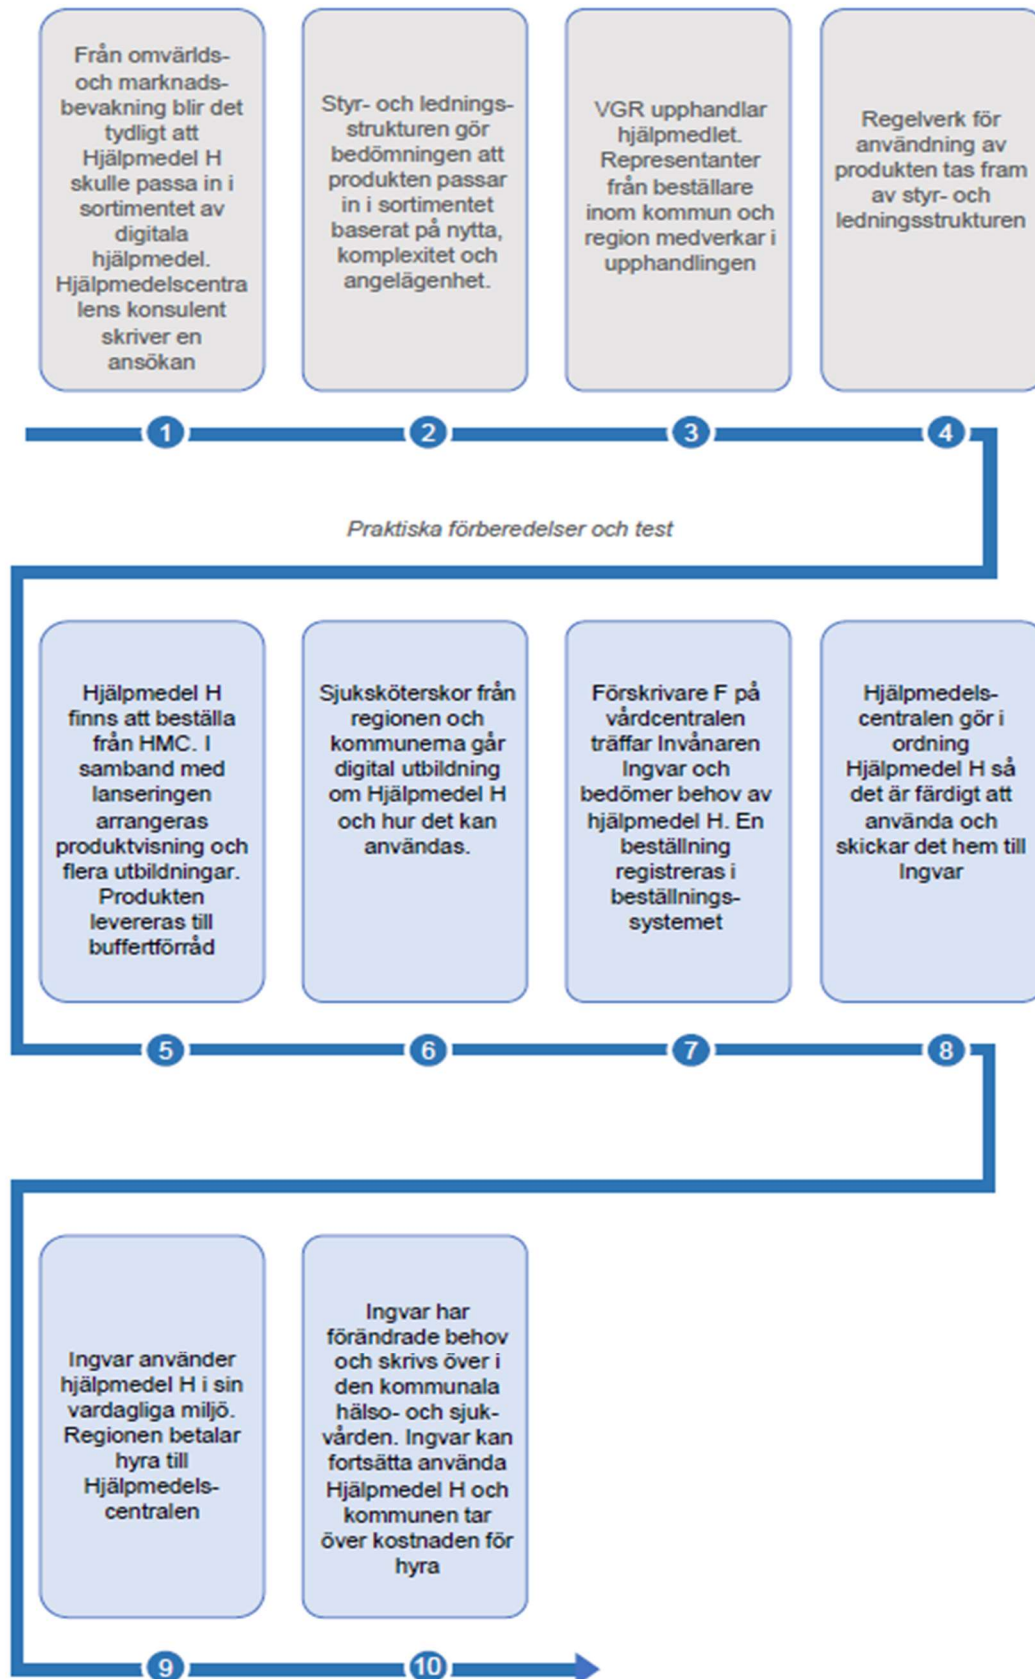 Från omvärlds-
och marknads-
bevakning blir det
tydligt att
Hjälpmedel H
skulle passa in i
sortimentet av
digitala
hjälpmedel.
Hjälpmedelscentra
lens konsulent
skriver en
ansökan
Styr- och lednings-
strukturen gör
bedömningen att
produkten passar
in i sortimentet
baserat på nytta,
komplexitet och
angelägenhet.
VGR upphandlar
hjälpmedlet.
Representanter
från beställare
inom kommun och
region medverkar i
upphandlingen
Regelverk för
användning av
produkten tas fram
av styr- och
ledningsstrukturen
1
2
3
4
Praktiska förberedelser och test
Hjälpmedel H
finns att beställa
från HMC. I
samband med
lanseringen
arrangeras
produktvisning och
flera utbildningar.
Produkten
levereras till
buffertförråd
Sjuksköterskor från
regionen och
kommunerna går
digital utbildning
om Hjälpmedel H
och hur det kan
användas.
Förskrivare F på
vårdcentralen
träffar Invånaren
Ingvar och
bedömer behov av
hjälpmedel H. En
beställning
registreras i
beställnings-
systemet
Hjälpmedels-
centralen gör i
ordning
Hjälpmedel H så
det är färdigt att
använda och
skickar det hem till
Ingvar
5
6
7
8
Ingvar använder
hjälpmedel H i sin
vardagliga miljö.
Regionen betalar
hyra till
Hjälpmedels-
centralen
Ingvar har
förändrade behov
och skrivs över i
den kommunala
hälso- och sjuk-
vården. Ingvar kan
fortsätta använda
Hjälpmedel H och
kommunen tar
över kostnaden för
hyra
9
10